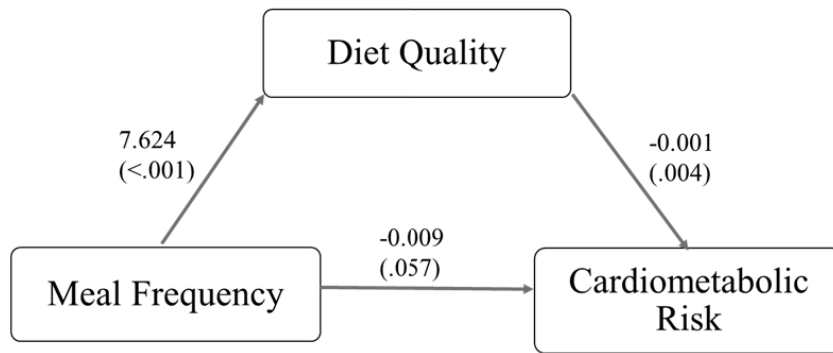 Diet Quality
7.624
(<.001)
-0.001
(.004)
-0.009
(.057)
Meal Frequency
Cardiometabolic
Risk